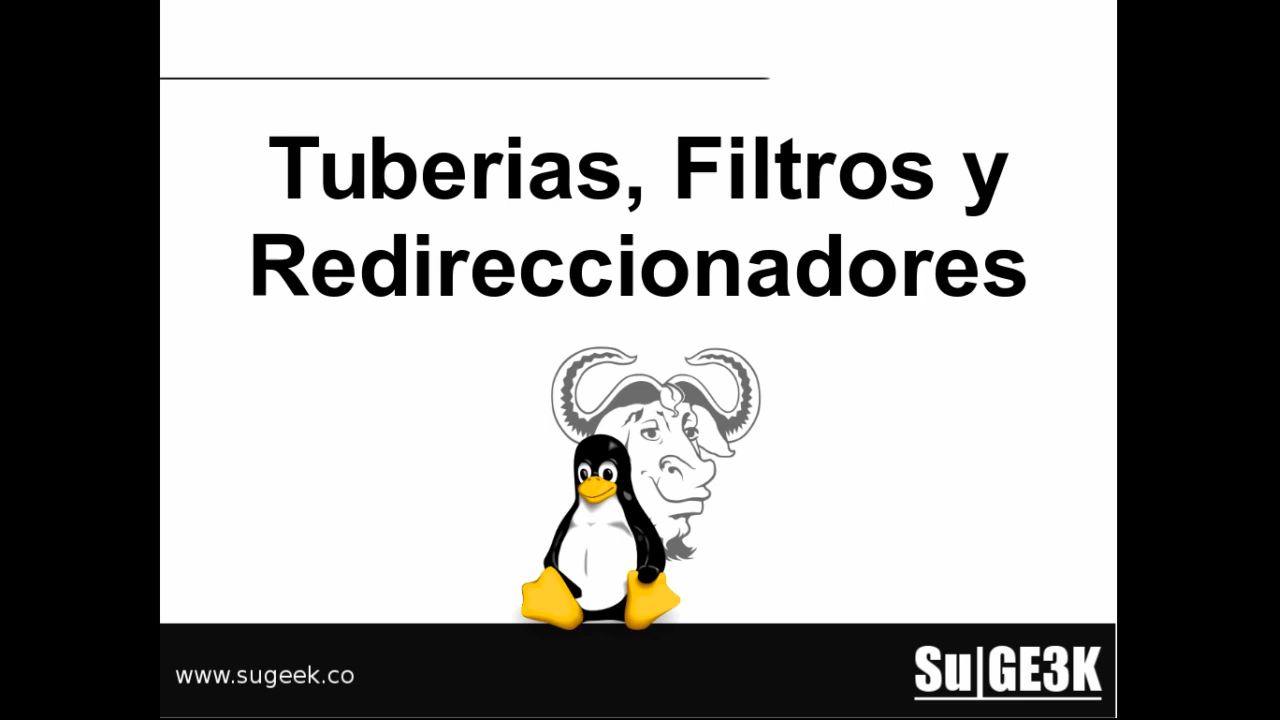 Tuberias, Filtros y
Redireccionadores
www.sugeek.co
Su|GE3K